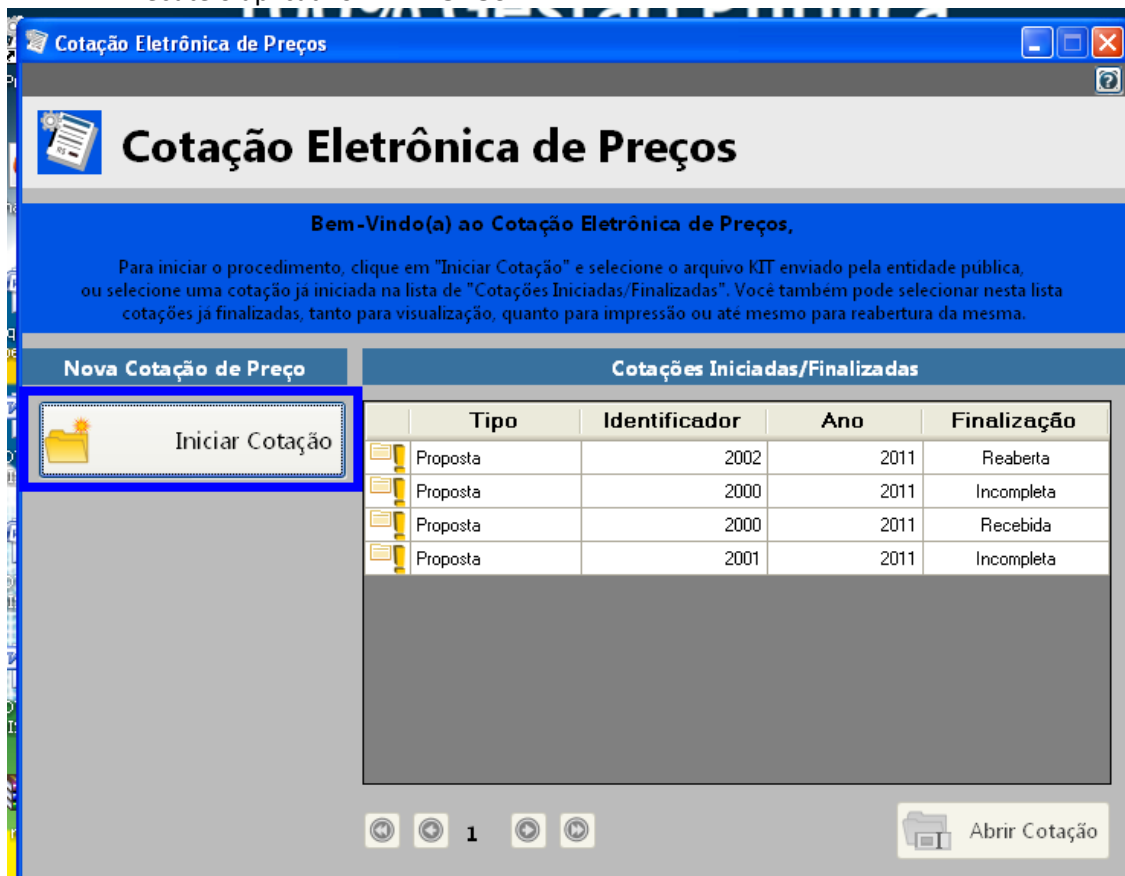 100% Gestão Pública
Cotação Eletrônica de Preços
Cotação Eletrônica de Preços
Bem-Vindo(a) ao Cotação Eletrônica de Preços,
Para iniciar o procedimento, clique em "Iniciar Cotação" e selecione o arquivo KIT enviado pela entidade pública,
ou selecione uma cotação já iniciada na lista de "Cotações Iniciadas/Finalizadas". Você também pode selecionar nesta lista
cotações já finalizadas, tanto para visualização, quanto para impressão ou até mesmo para reabertura da mesma.
Nova Cotação de Preço
Cotações Iniciadas/Finalizadas
Iniciar Cotação
Tipo Identificador Ano Finalização
Proposta 2002 2011 Reaberta
Proposta 2000 2011 Incompleta
Proposta 2000 2011 Recebida
Proposta 2001 2011 Incompleta
1
Abrir Cotação